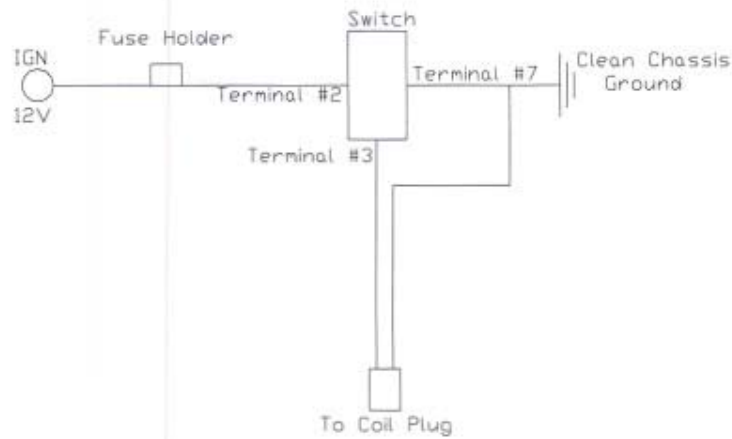 Switch
Fuse Holder
IGN
12V
Terminal #2
Terminal #7
Clean Chassis
Ground
Terminal #3
To Coil Plug